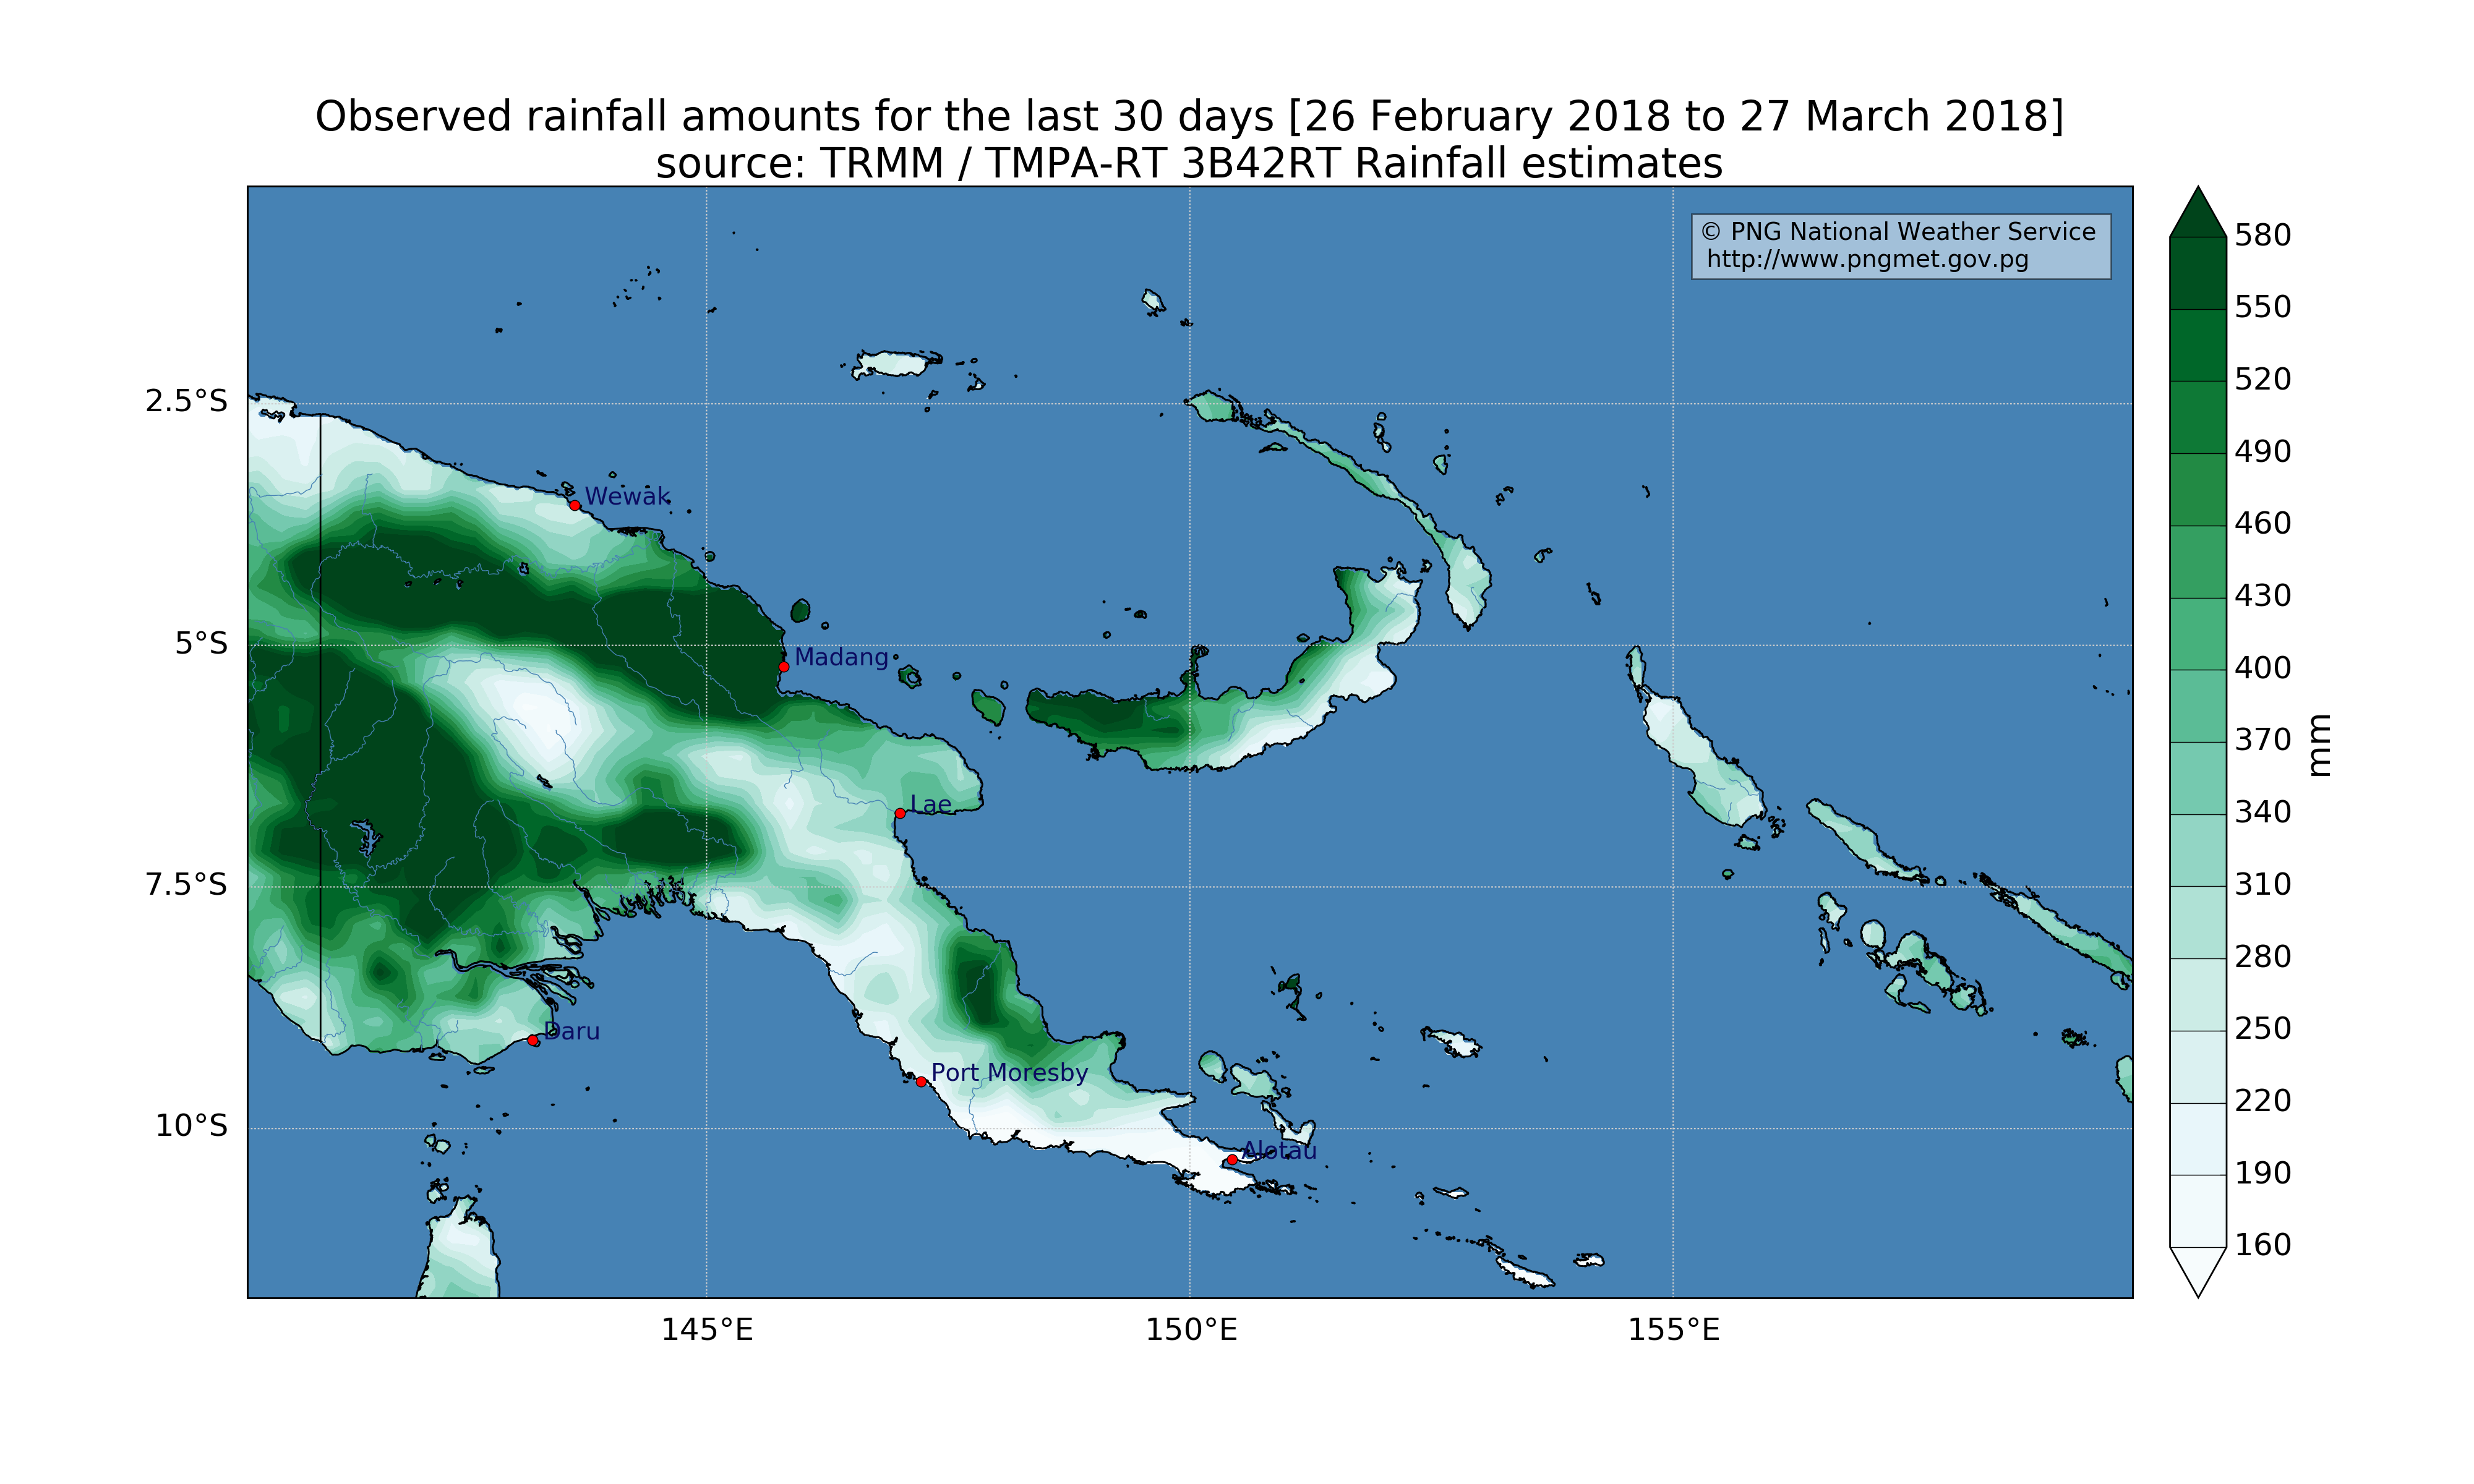 Observed rainfall amounts for the last 30 days [26 February 2018 to 27 March 2018]
source: TRMM / TMPA-RT 3B42RT Rainfall estimates
© PNG National Weather Service
http://www.pngmet.gov.pg
2.5°S
5°S
7.5°S
10°S
Wewak
Madang
Lae
Daru
Port Moresby
Alotau
145°E
150°E
155°E
580
550
520
490
460
430
400
370
340
310
280
250
220
190
160
mm